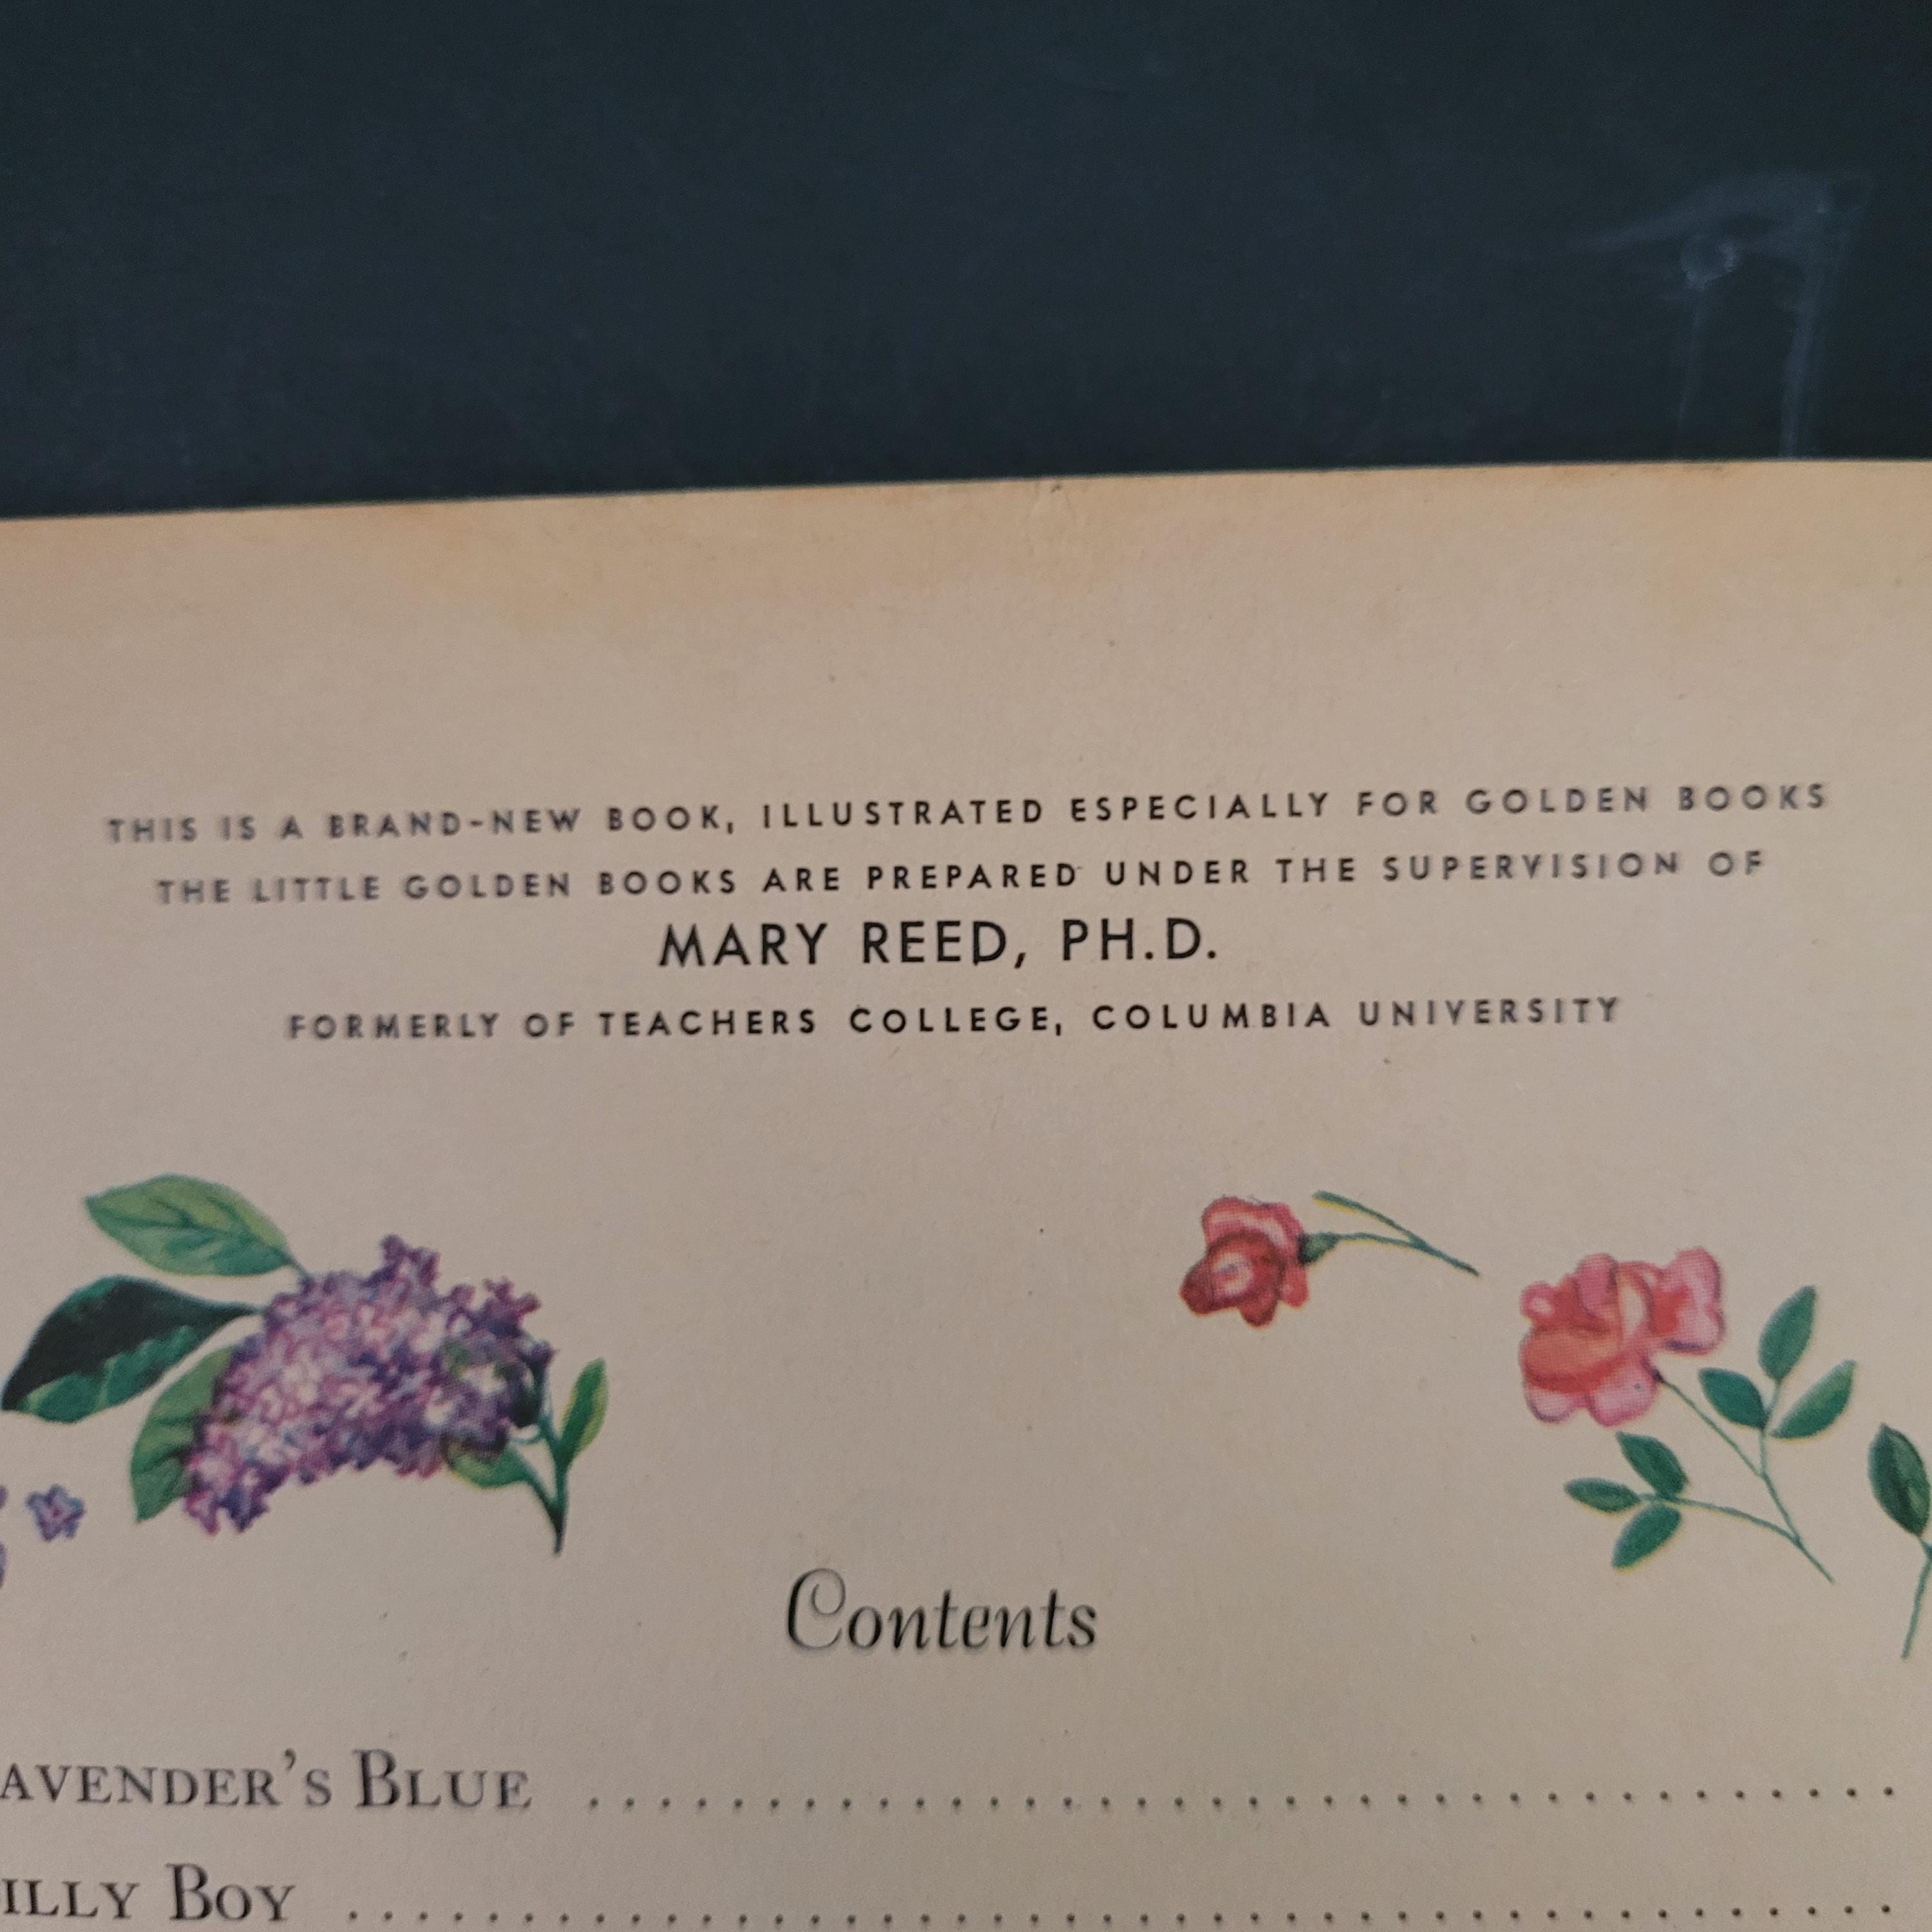 THIS IS A BRAND-NEW BOOK, ILLUSTRATED ESPECIALLY FOR GOLDEN BOOKS
THE LITTLE GOLDEN BOOKS ARE PREPARED UNDER THE SUPERVISION OF
MARY REED, PH.D.
FORMERLY OF TEACHERS COLLEGE, COLUMBIA UNIVERSITY
Contents
AVENDER'S BLUE ....................................
ILLY BOY ...........................................